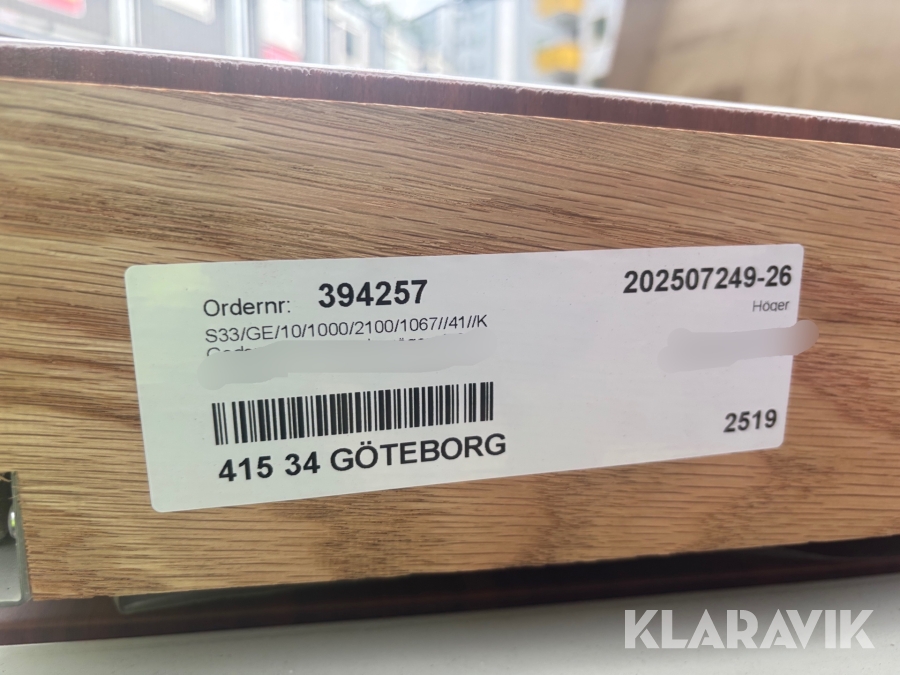 Ordernr: 394257
202507249-26
Höger
S33/GE/10/1000/2100/1067//41//K
2519
415 34 GÖTEBORG
KLARAVIK